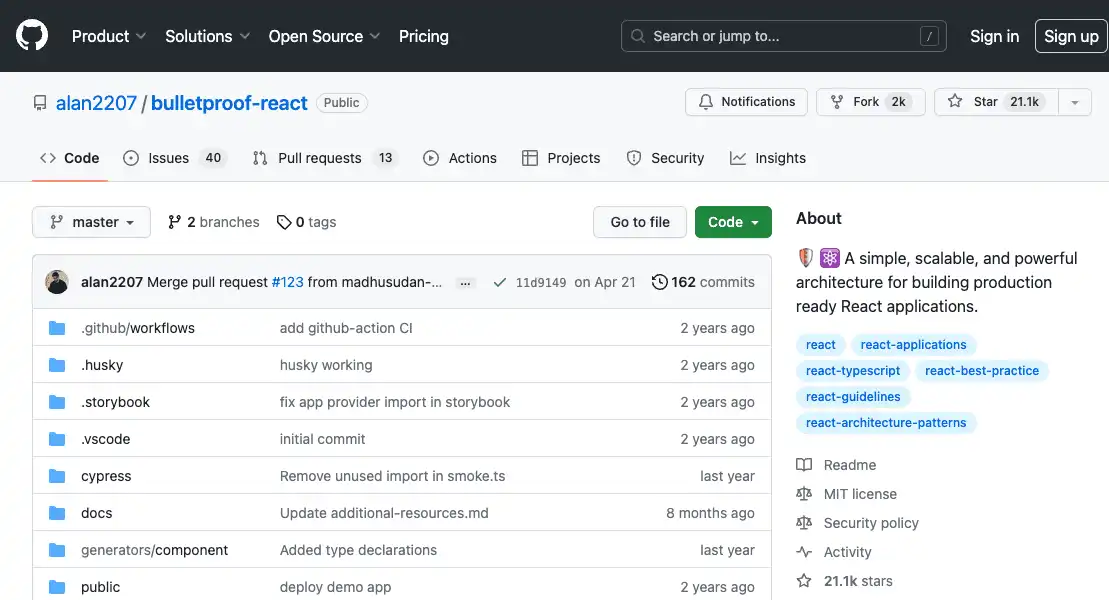 Product Solutions Open Source Pricing Search or jump to... / Sign in Sign up
alan2207 / bulletproof-react Public Notifications Fork 2k Star 21.1k
Code Issues 40 Pull requests 13 Actions Projects Security Insights
master 2 branches 0 tags Go to file Code
alan2207 Merge pull request #123 from madhusudan-... ... 11d9149 on Apr 21 162 commits
.github/workflows add github-action CI 2 years ago
.husky husky working 2 years ago
.storybook fix app provider import in storybook 2 years ago
.vscode initial commit 2 years ago
cypress Remove unused import in smoke.ts last year
docs Update additional-resources.md 8 months ago
generators/component Added type declarations last year
public deploy demo app 2 years ago
About
A simple, scalable, and powerful
architecture for building production
ready React applications.
react react-applications
react-typescript react-best-practice
react-guidelines
react-architecture-patterns
Readme
MIT license
Security policy
Activity
21.1k stars